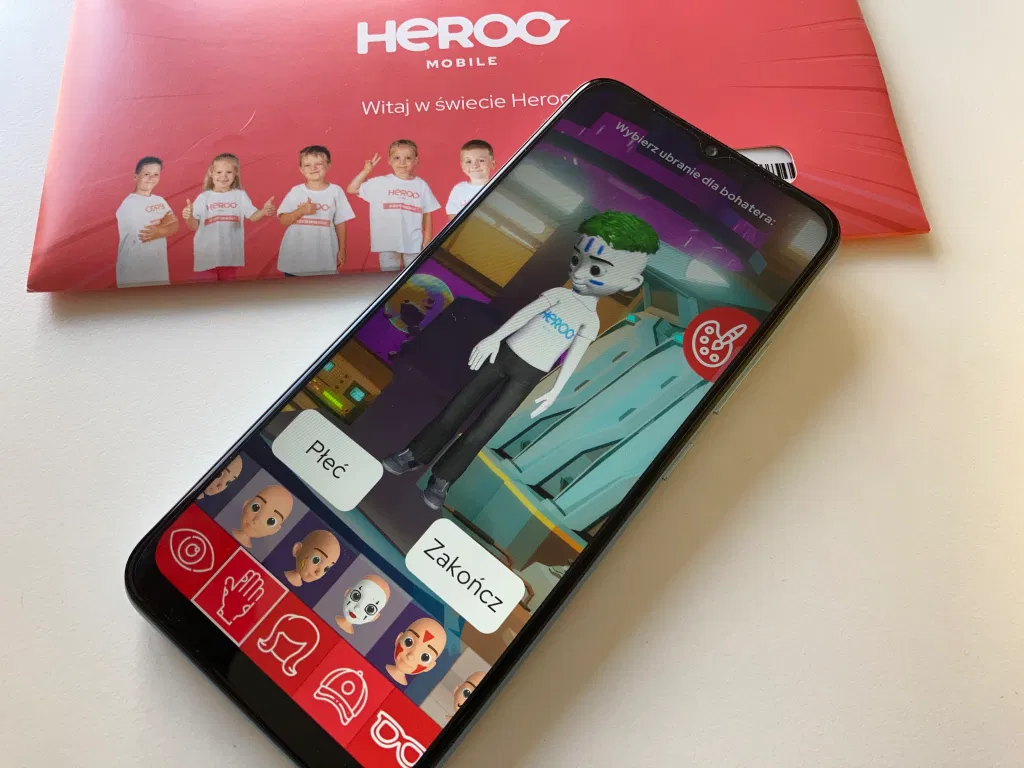 HEROO
MOBILE
Witaj w świecie Heroo
HEROO
HEROO
Wybierz ubranie dla bohatera:
HEROO
Płeć
Zakończ